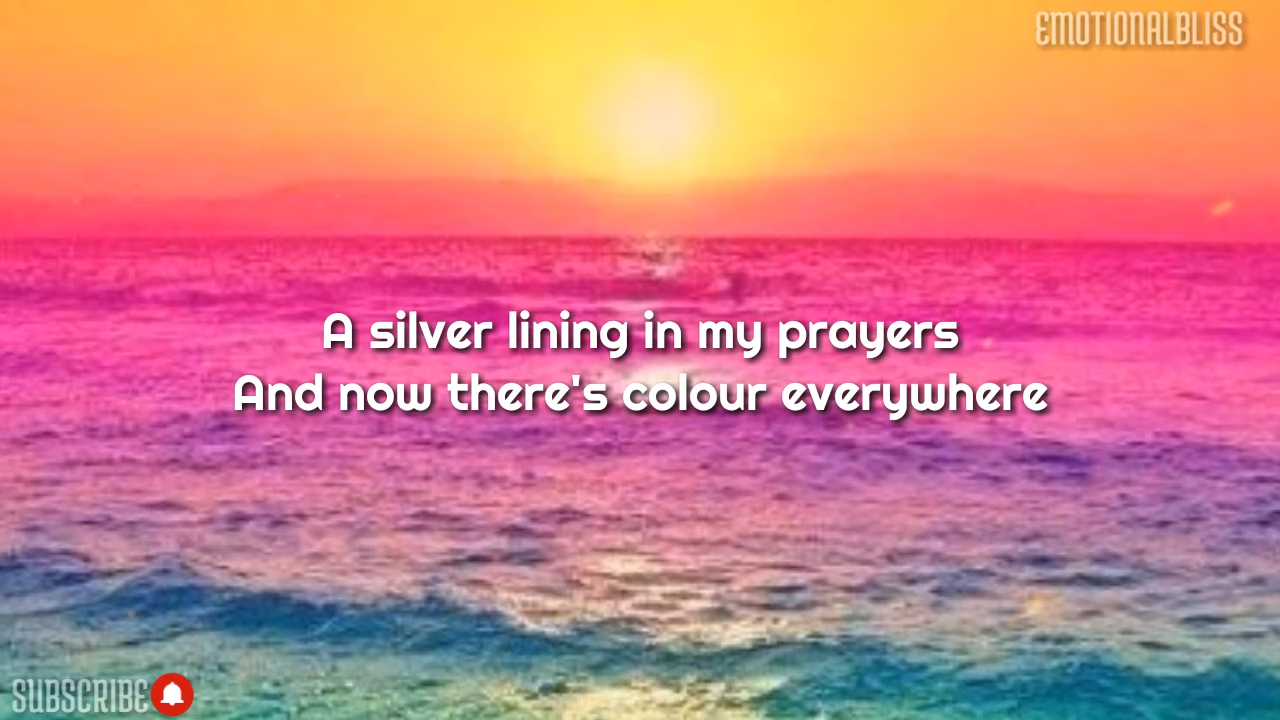 EMOTIONALBLISS
A silver lining in my prayers
And now there's colour everywhere
SUBSCRIBE